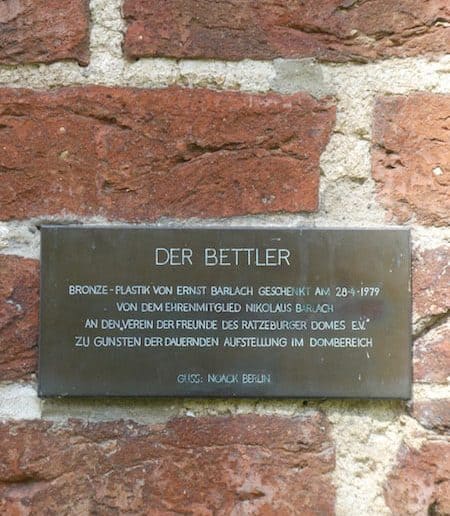 DER BETTLER
BRONZE-PLASTIK VON ERNST BARLACH GESCHENKT AM 28·4·1979
VON DEM EHRENMITGLIED NIKOLAUS BARLACH
AN DEN „VEREIN DER FREUNDE DES RATZEBURGER DOMES E.V.“
ZU GUNSTEN DER DAUERNDEN AUFSTELLUNG IM DOMBEREICH
GUSS: NOACK BERLIN